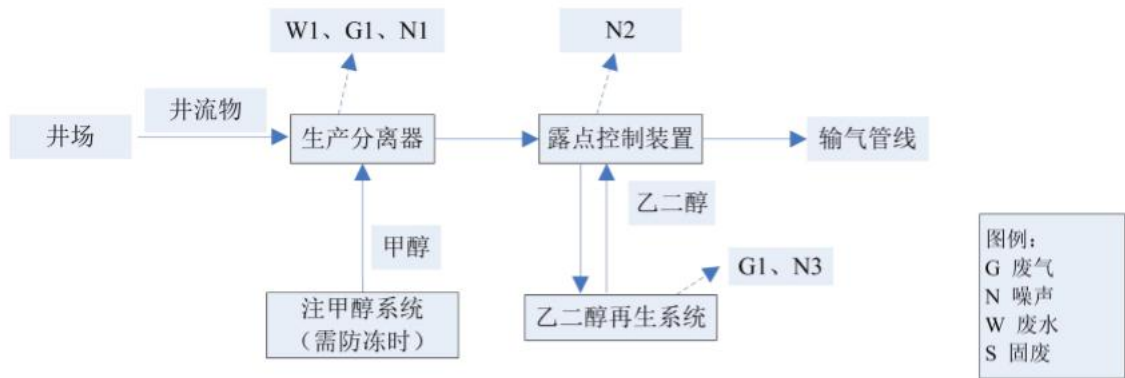 W1、G1、N1
N2
井流物
井场
生产分离器
露点控制装置
输气管线
乙二醇
甲醇
G1、N3
注甲醇系统
（需防冻时）
乙二醇再生系统
图例：
G 废气
N 噪声
W 废水
S 固废